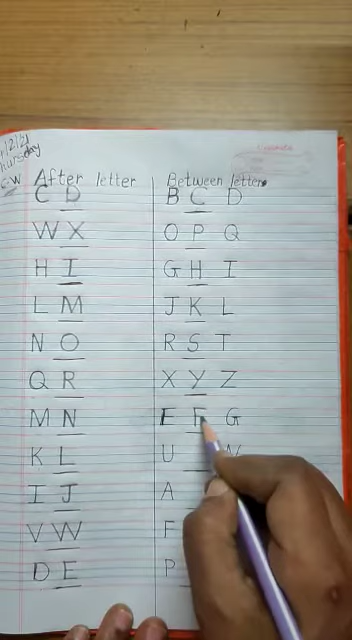 Thursday
C.W After letter Between letter
C D B C D
W X O P Q
H I G H I
L M J K L
N O R S T
Q R X Y Z
M N E F G
K L U W
I J A
V W F
D E P